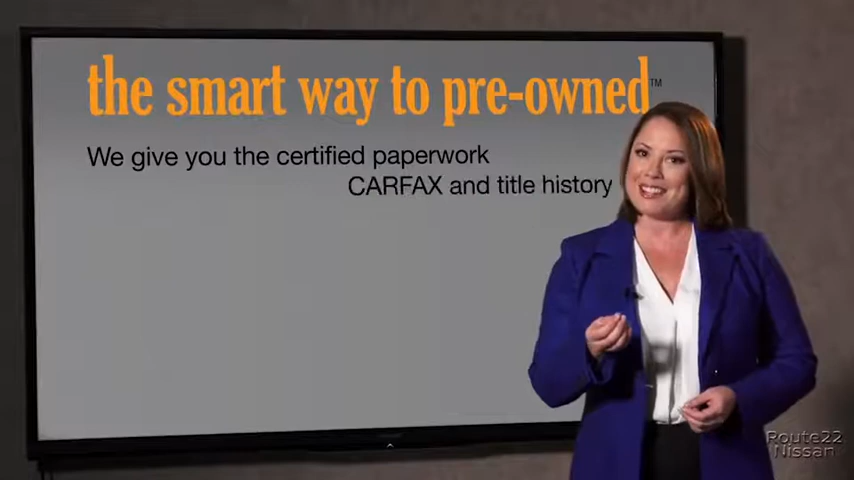 the smart way to pre-owned™
We give you the certified paperwork
CARFAX and title history
Route22
Nissan